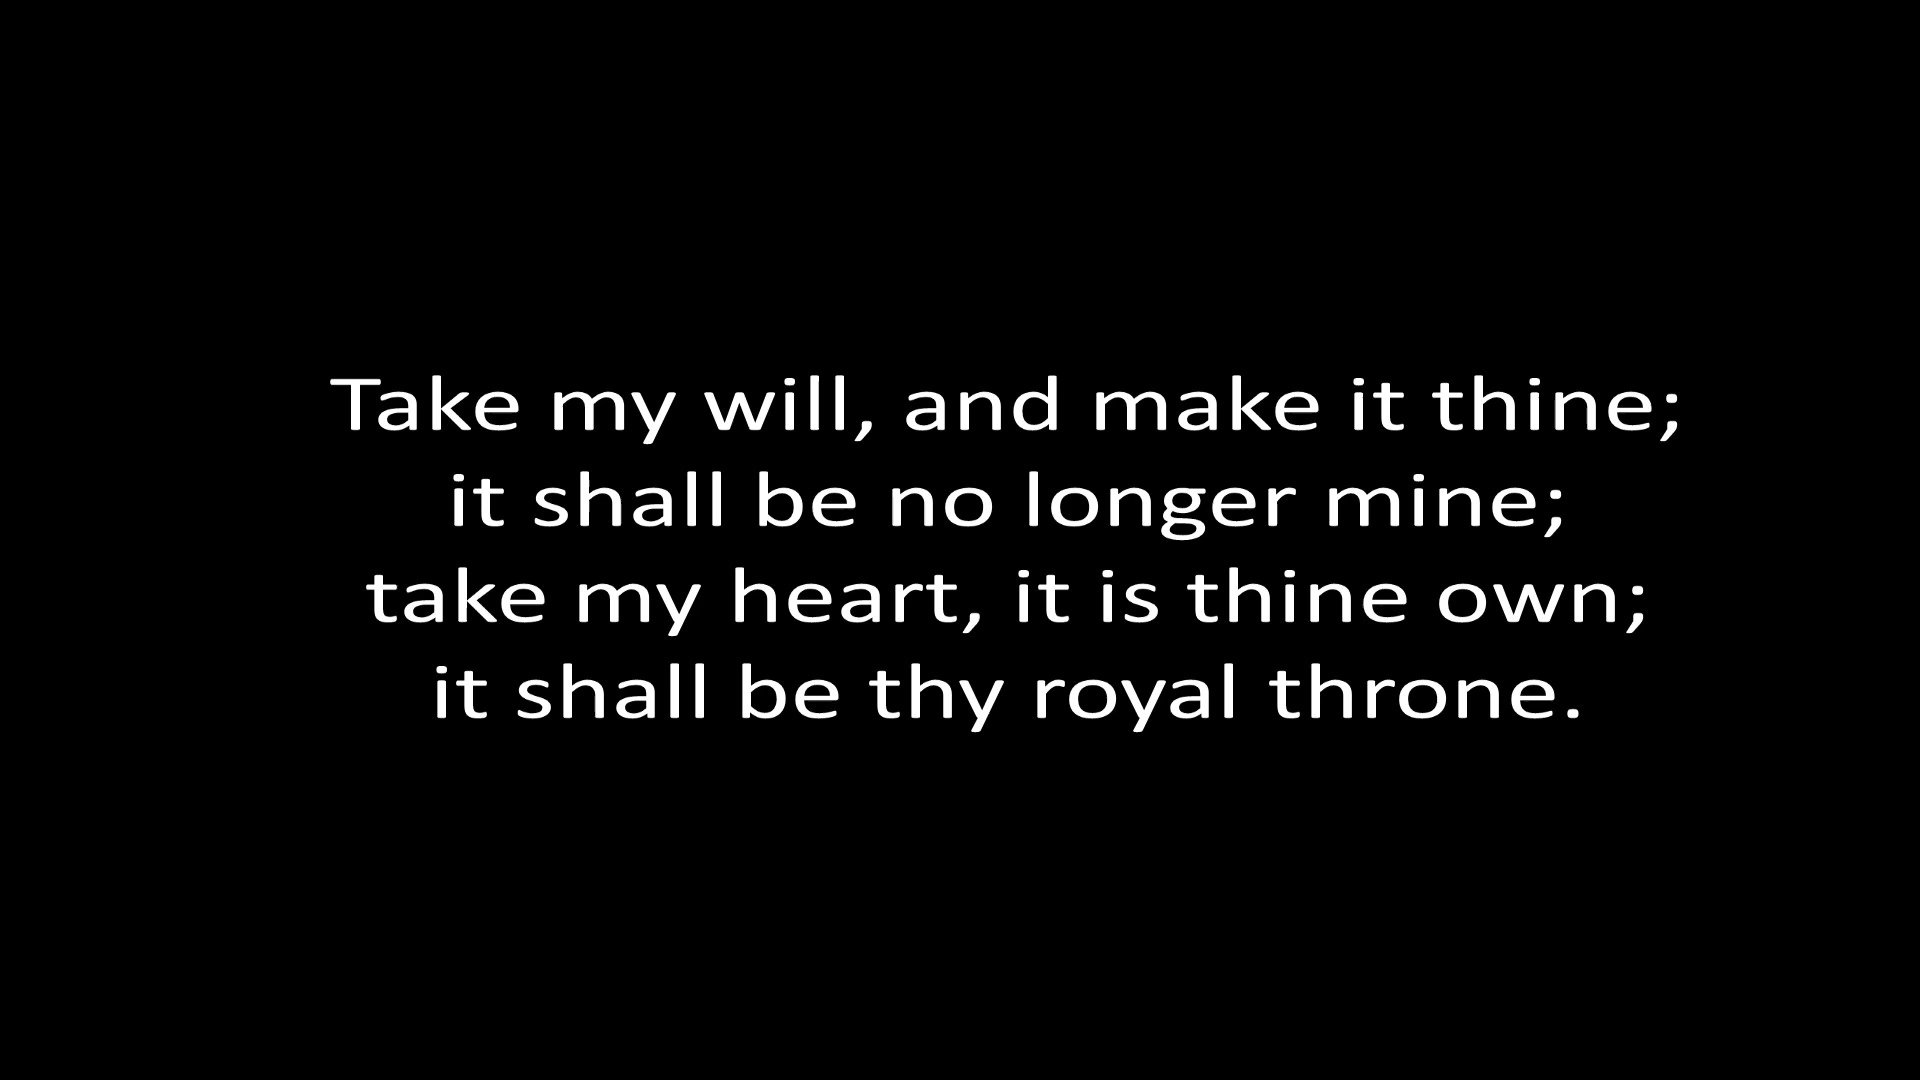 Take my will, and make it thine;
it shall be no longer mine;
take my heart, it is thine own;
it shall be thy royal throne.